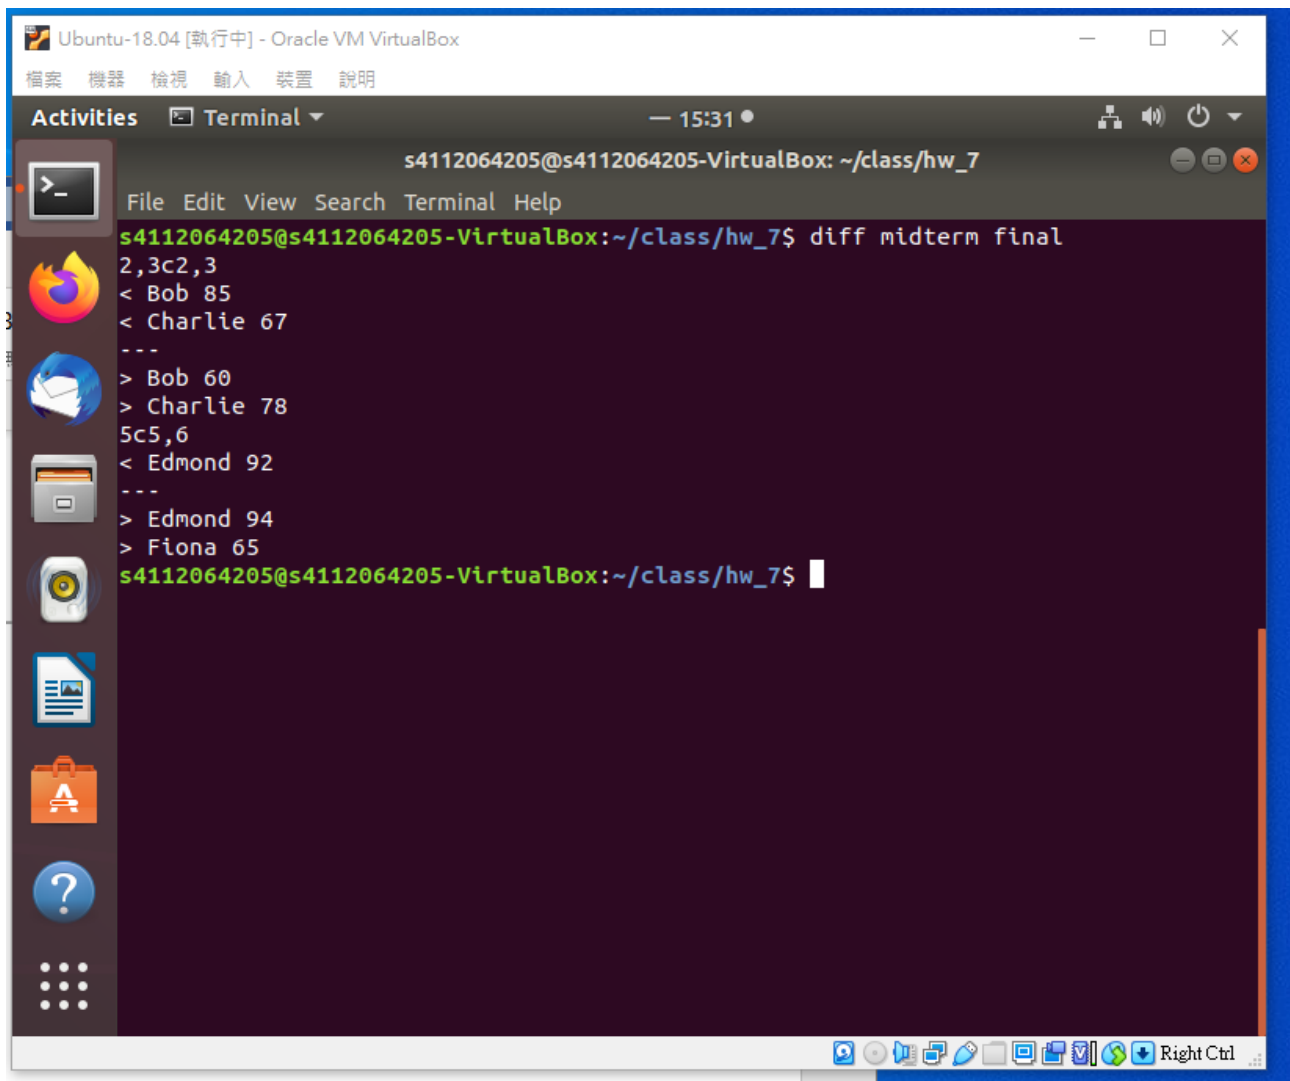 Ubuntu-18.04 [執行中] - Oracle VM VirtualBox
檔案 機器 檢視 輸入 裝置 說明
Activities Terminal 15:31
s4112064205@s4112064205-VirtualBox: ~/class/hw_7
File Edit View Search Terminal Help
s4112064205@s4112064205-VirtualBox:~/class/hw_7$ diff midterm final
2,3c2,3
< Bob 85
< Charlie 67
---
> Bob 60
> Charlie 78
5c5,6
< Edmond 92
---
> Edmond 94
> Fiona 65
s4112064205@s4112064205-VirtualBox:~/class/hw_7$
Right Ctrl